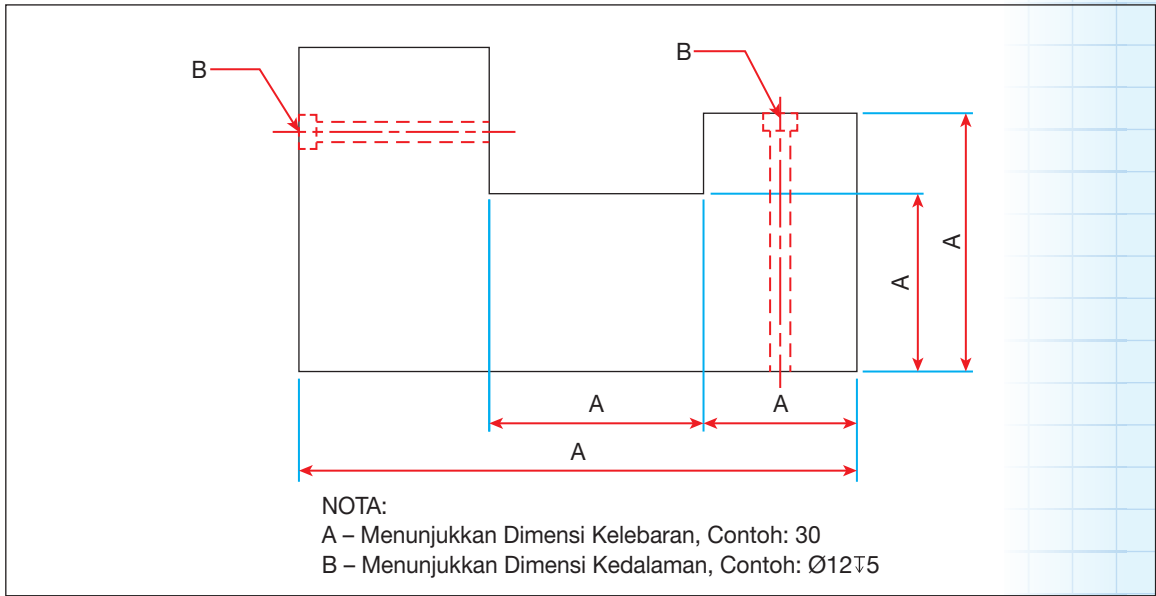 B
B
A
A
A
A
A
NOTA:
A – Menunjukkan Dimensi Kelebaran, Contoh: 30
B – Menunjukkan Dimensi Kedalaman, Contoh: Ø12↧5